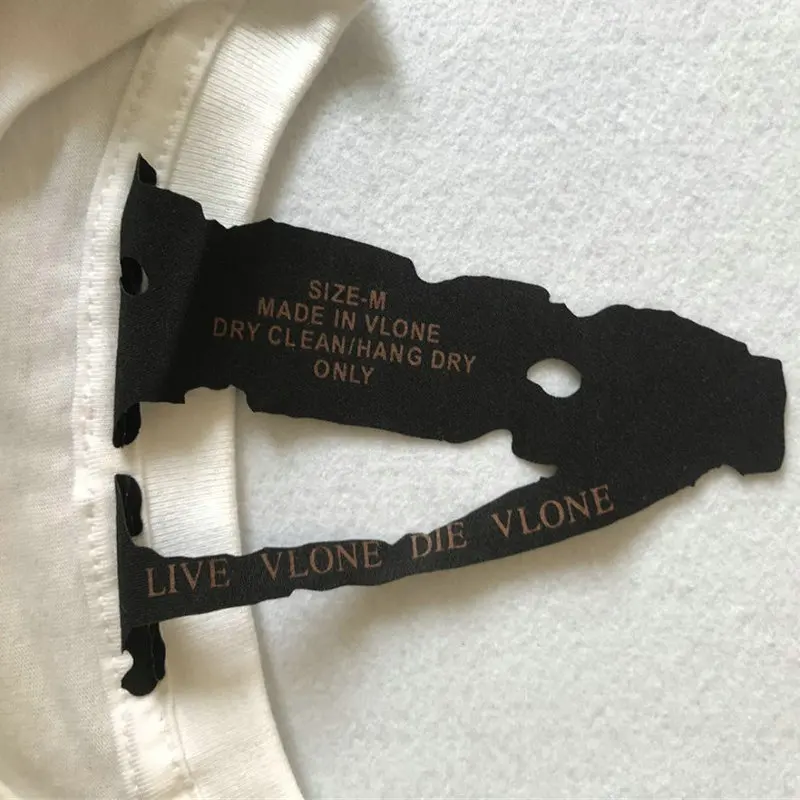 SIZE-M
MADE IN VLONE
DRY CLEAN/HANG DRY
ONLY
LIVE VLONE DIE VLONE